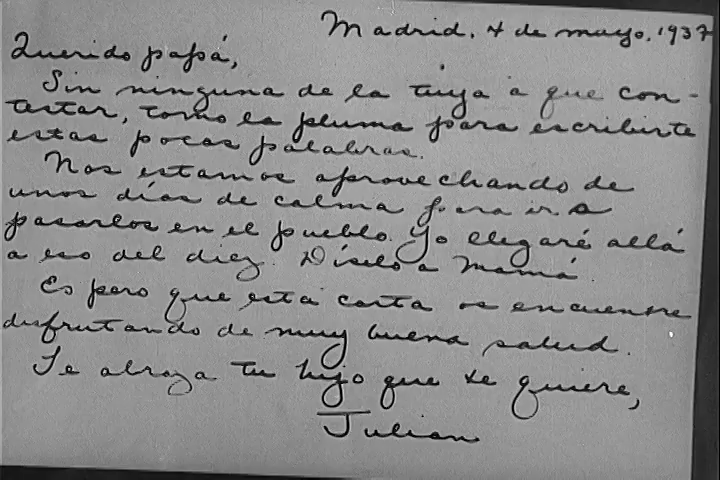 Madrid, 4 de mayo, 1937
Querido papá,
Sin ninguna de la tuya a que con-
testar, tomo la pluma para escribirte
estas pocas palabras.
Nos estamos aprovechando de
unos días de calma para ir a
pasarlos en el pueblo. Yo llegaré allá
a eso del diez. Díselo a Mamá.
Espero que esta carta os encuentre
disfrutando de muy buena salud.
Te abraza tu hijo que te quiere,
Julian